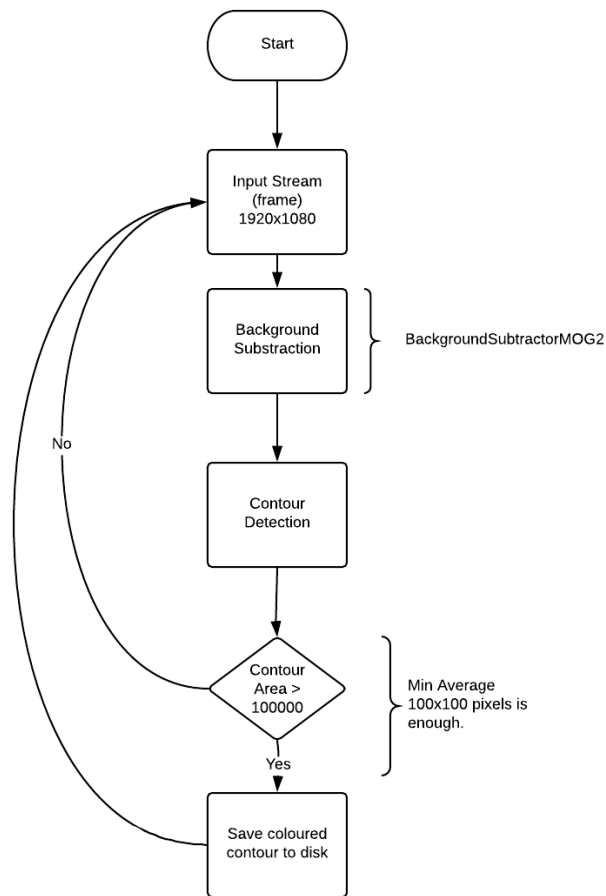 Start
Input Stream
(frame)
1920x1080
Background
Substraction
BackgroundSubtractorMOG2
No
Contour
Detection
Contour
Area >
100000
Min Average
100x100 pixels is
enough.
Yes
Save coloured
contour to disk